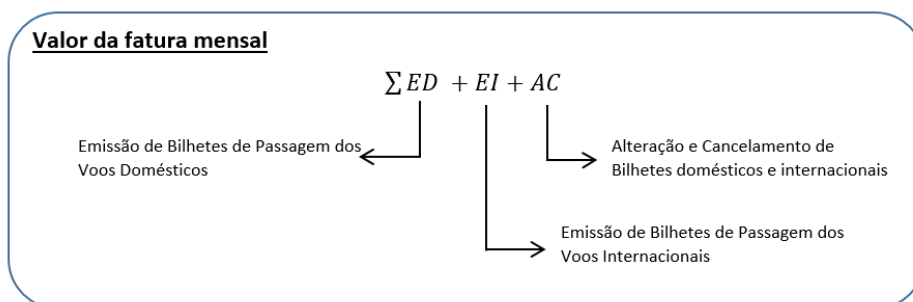 Valor da fatura mensal
∑ ED + EI + AC
Emissão de Bilhetes de Passagem dos
Voos Domésticos
Alteração e Cancelamento de
Bilhetes domésticos e internacionais
Emissão de Bilhetes de Passagem dos
Voos Internacionais